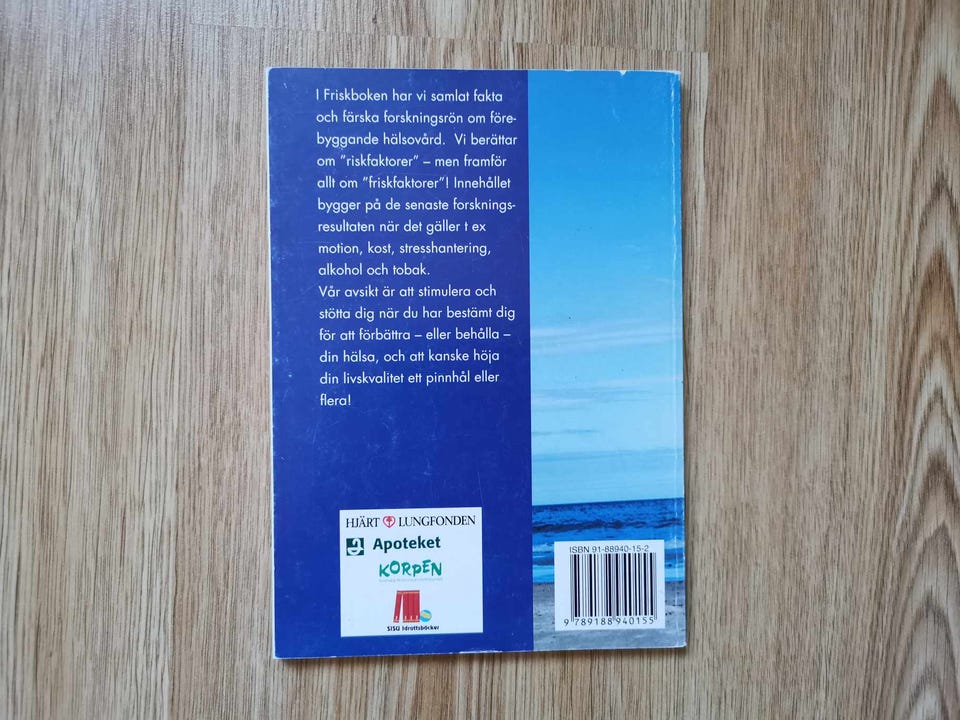 I Friskboken har vi samlat fakta
och färska forskningsrön om före-
byggande hälsovård. Vi berättar
om "riskfaktorer" – men framför
allt om "friskfaktorer"! Innehållet
bygger på de senaste forsknings-
resultaten när det gäller t ex
motion, kost, stresshantering,
alkohol och tobak.
Vår avsikt är att stimulera och
stötta dig när du har bestämt dig
för att förbättra – eller behålla –
din hälsa, och att kanske höja
din livskvalitet ett pinnhål eller
flera!
HJÄRT LUNGFONDEN
Apoteket
KORPEN
SISU Idrottsböcker
ISBN 91-88940-15-2
9 789188 940155